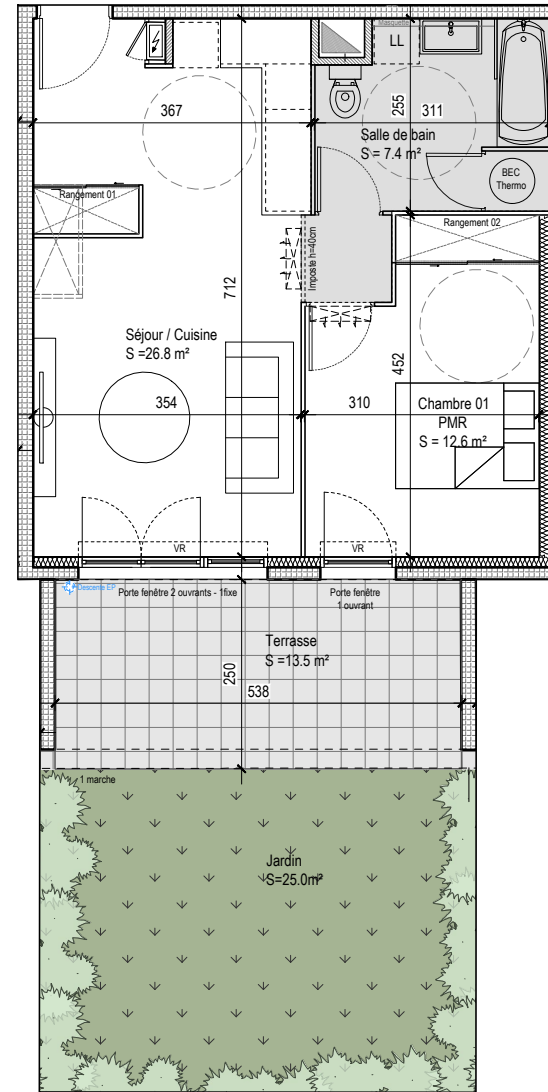 Masquette
LL
367
255
311
Salle de bain
S = 7.4 m²
BEC
Thermo
Rangement 01
Rangement 02
Imposte h=40cm
712
Séjour / Cuisine
S =26.8 m²
452
354
310
Chambre 01
PMR
S = 12.6 m²
VR
VR
Descente EP
Porte fenêtre 2 ouvrants - 1fixe
Porte fenêtre
1 ouvrant
Terrasse
S =13.5 m²
250
538
1 marche
Jardin
S=25.0m²